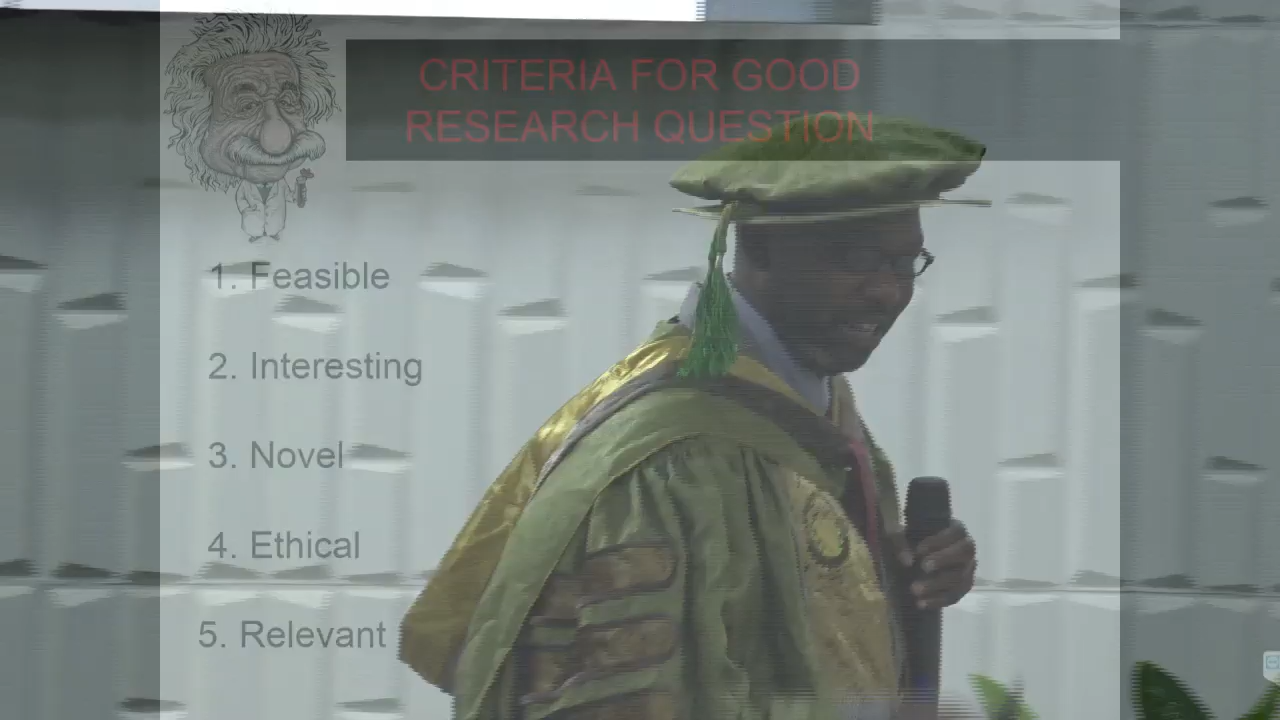 CRITERIA FOR GOOD
RESEARCH QUESTION
1. Feasible
2. Interesting
3. Novel
4. Ethical
5. Relevant